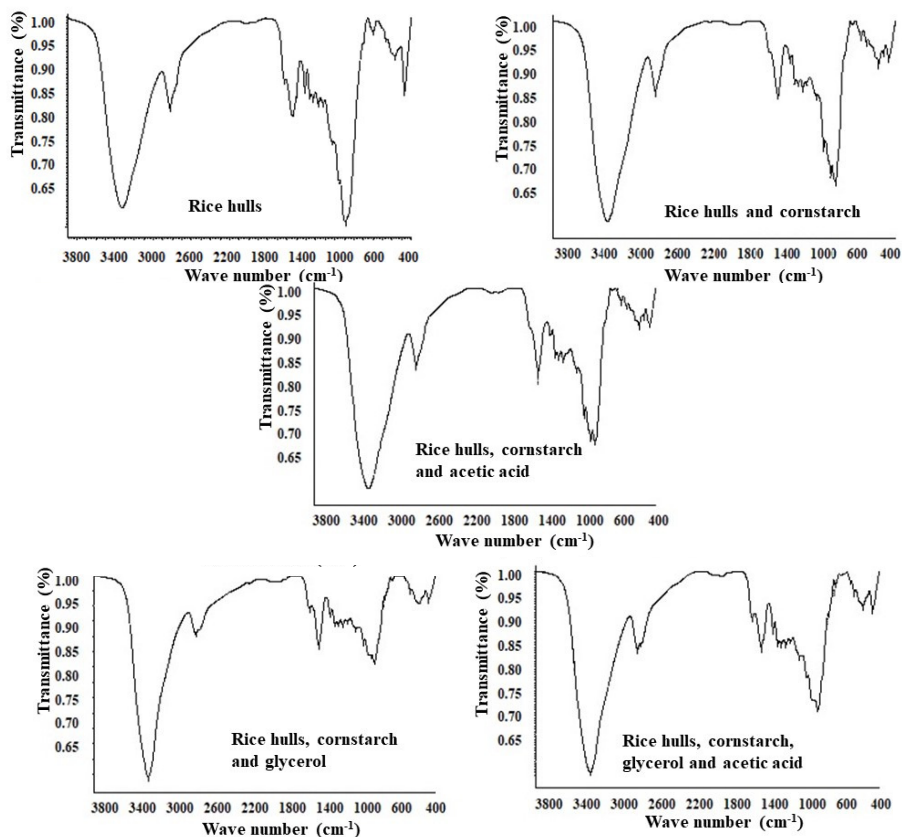 Transmittance (%)
1.00
0.95
0.90
0.85
0.75
0.70
0.65
Rice hulls
3800 3400 3000 2600 2200 1800 1400 1000 600 400
Wave number (cm-1)
Transmittance (%)
1.00
0.95
0.90
0.85
0.80
0.75
0.70
0.65
Rice hulls and cornstarch
3800 3400 3000 2600 2200 1800 1400 1000 600 400
Wave number (cm-1)
Transmittance (%)
1.00
0.95
0.90
0.85
0.80
0.75
0.70
0.65
Rice hulls, cornstarch
and acetic acid
3800 3400 3000 2600 2200 1800 1400 1000 600 400
Wave number (cm-1)
Transmittance (%)
1.00
0.95
0.90
0.85
0.80
0.75
0.70
0.65
Rice hulls, cornstarch
and glycerol
3800 3400 3000 2600 2200 1800 1400 1000 600 400
Wave number (cm-1)
Transmittance (%)
1.00
0.95
0.90
0.85
0.80
0.75
0.70
0.65
Rice hulls, cornstarch,
glycerol and acetic acid
3800 3400 3000 2600 2200 1800 1400 1000 600 400
Wave number (cm-1)